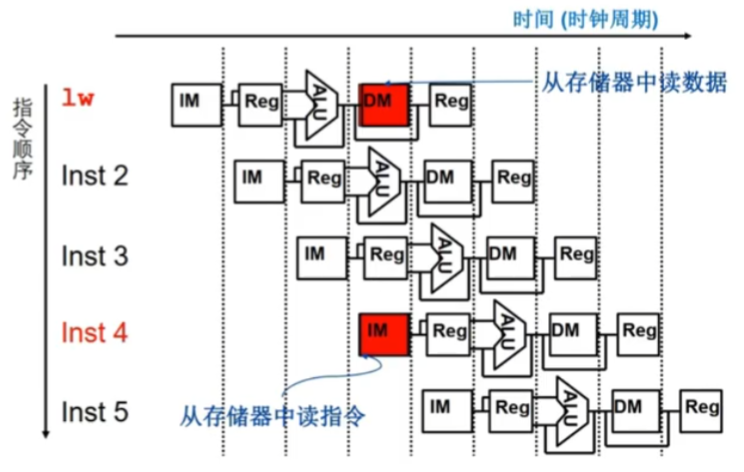 时间 (时钟周期)
指令顺序
lw
IM Reg ALU DM Reg
从存储器中读数据
Inst 2
IM Reg ALU DM Reg
Inst 3
IM Reg ALU DM Reg
Inst 4
IM Reg ALU DM Reg
从存储器中读指令
Inst 5
IM Reg ALU DM Reg